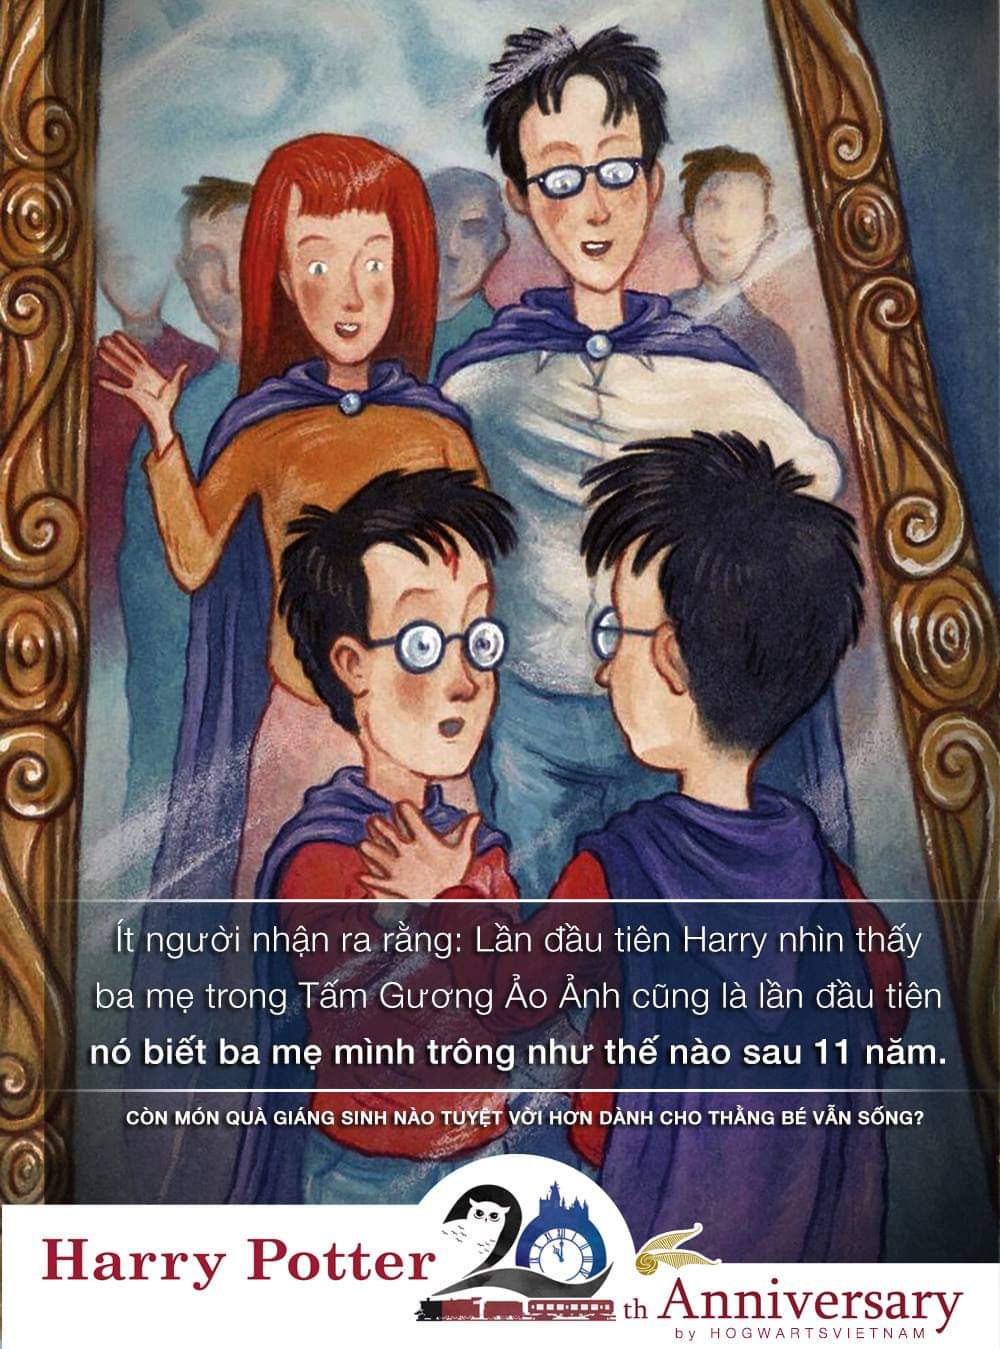 Ít người nhận ra rằng: Lần đầu tiên Harry nhìn thấy
ba mẹ trong Tấm Gương Ảo Ảnh cũng là lần đầu tiên
nó biết ba mẹ mình trông như thế nào sau 11 năm.
CÒN MÓN QUÀ GIÁNG SINH NÀO TUYỆT VỜI HƠN DÀNH CHO THẰNG BÉ VẪN SỐNG?
Harry Potter 20
th Anniversary
by HOGWARTSVIETNAM